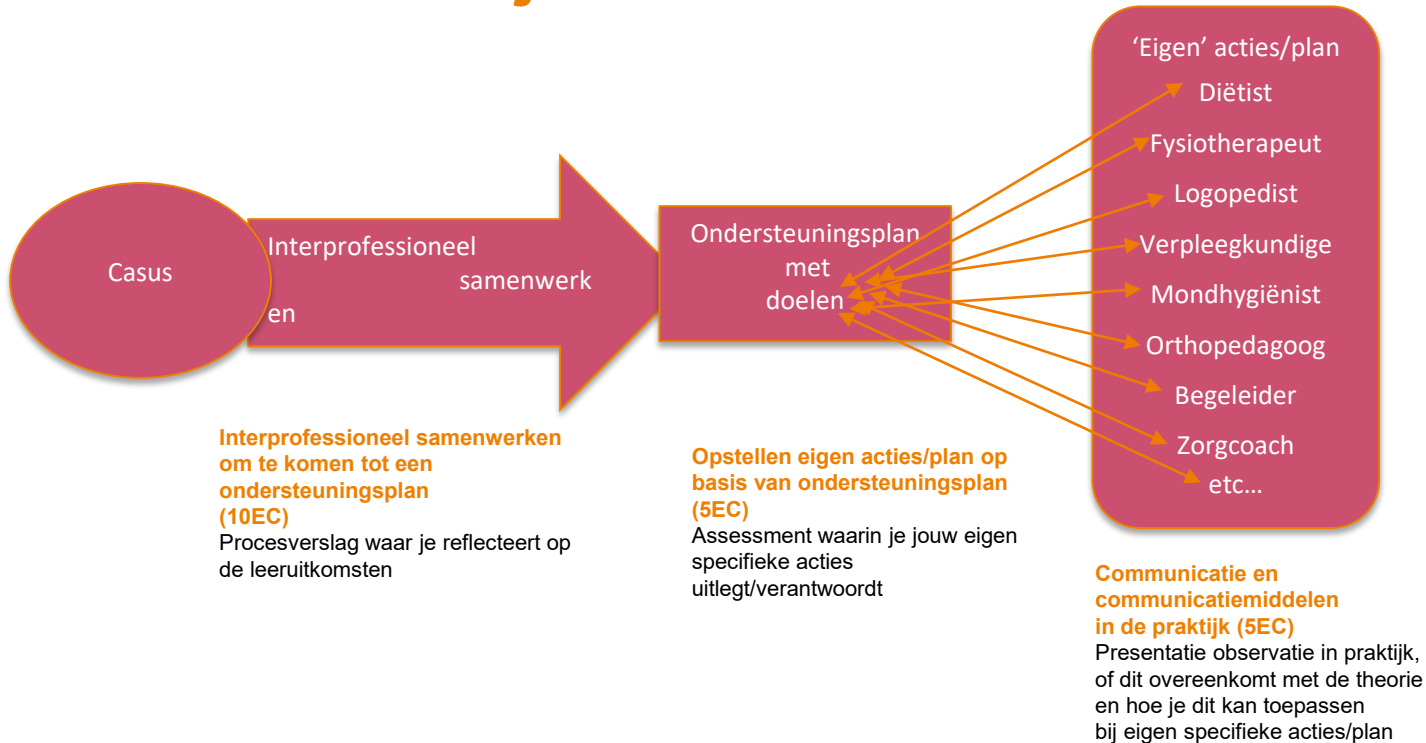 Casus
Interprofessioneel
samenwerk
en
Ondersteuningsplan
met
doelen
'Eigen' acties/plan
Diëtist
Fysiotherapeut
Logopedist
Verpleegkundige
Mondhygiënist
Orthopedagoog
Begeleider
Zorgcoach
etc...
Interprofessioneel samenwerken
om te komen tot een
ondersteuningsplan
(10EC)
Procesverslag waar je reflecteert op
de leeruitkomsten
Opstellen eigen acties/plan op
basis van ondersteuningsplan
(5EC)
Assessment waarin je jouw eigen
specifieke acties
uitlegt/verantwoordt
Communicatie en
communicatiemiddelen
in de praktijk (5EC)
Presentatie observatie in praktijk,
of dit overeenkomt met de theorie
en hoe je dit kan toepassen
bij eigen specifieke acties/plan